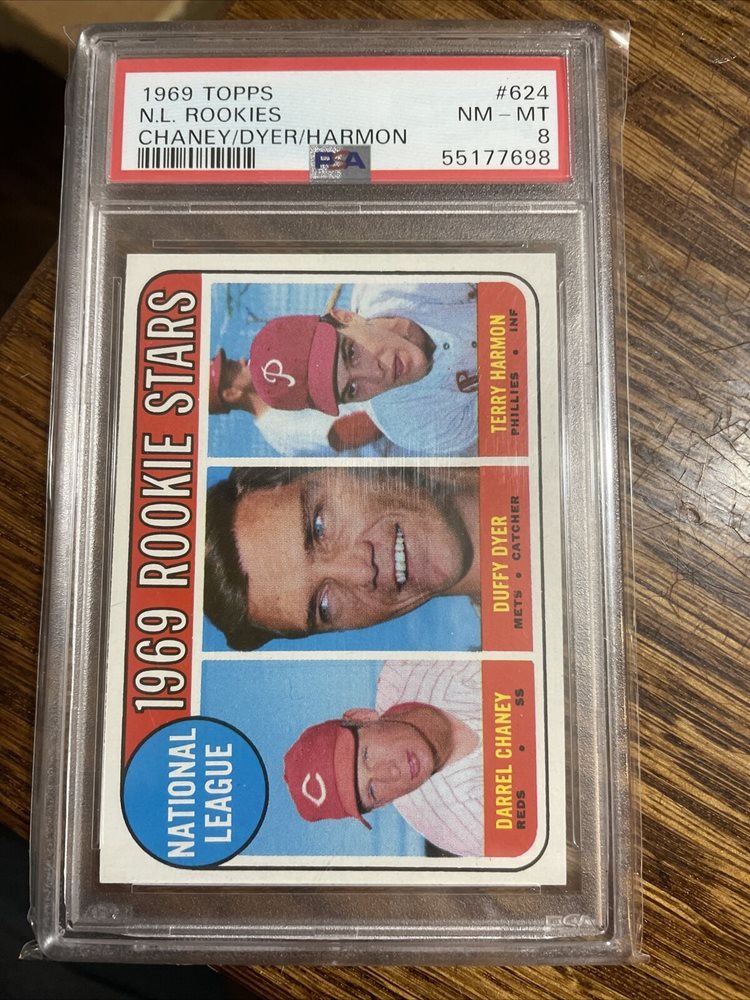 1969 TOPPS #624
N.L. ROOKIES NM - MT
CHANEY/DYER/HARMON 8
PSA 55177698
1969 ROOKIE STARS
NATIONAL
LEAGUE
C
DARREL CHANEY
REDS • SS
DUFFY DYER
METS • CATCHER
P
TERRY HARMON
PHILLIES • INF
PSA